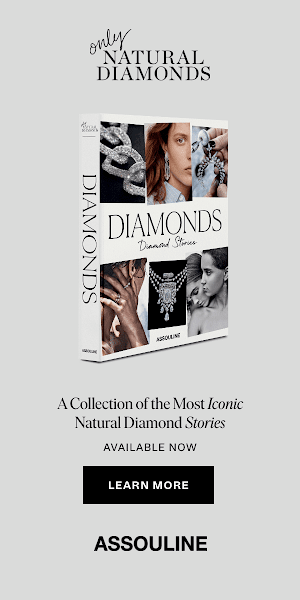 only
NATURAL
DIAMONDS
DIAMONDS
DIAMONDS
Diamond Stories
ASSOULINE
A Collection of the Most Iconic
Natural Diamond Stories
AVAILABLE NOW
LEARN MORE
ASSOULINE